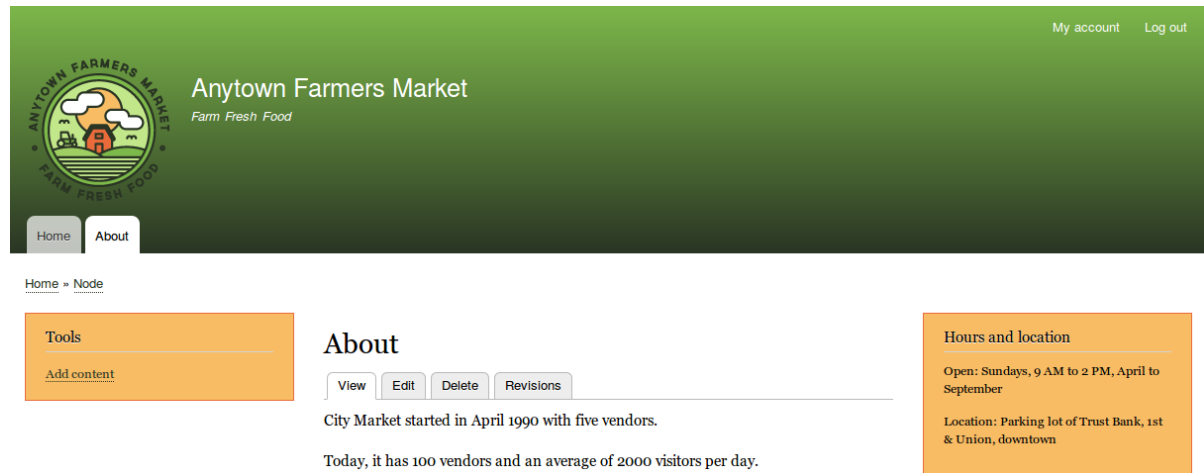 My account Log out
ANYTOWN FARMERS MARKET
FARM FRESH FOOD
Anytown Farmers Market
Farm Fresh Food
Home About
Home » Node
Tools
Add content
About
View Edit Delete Revisions
City Market started in April 1990 with five vendors.
Today, it has 100 vendors and an average of 2000 visitors per day.
Hours and location
Open: Sundays, 9 AM to 2 PM, April to
September
Location: Parking lot of Trust Bank, 1st
& Union, downtown